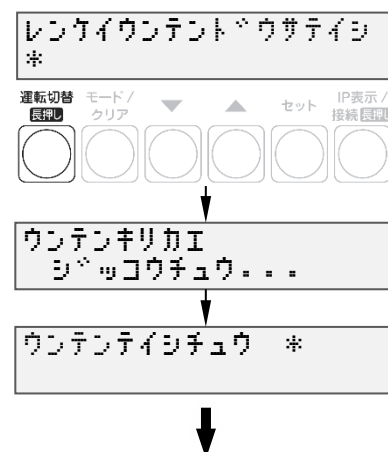 レンケイウンテンドウサテイシ
*
運転切替 モード/ ▼ ▲ セット IP表示/
長押し クリア 接続 長押し
ウンテンキリカエ
ジッコウチュウ...
ウンテンテイシチュウ *